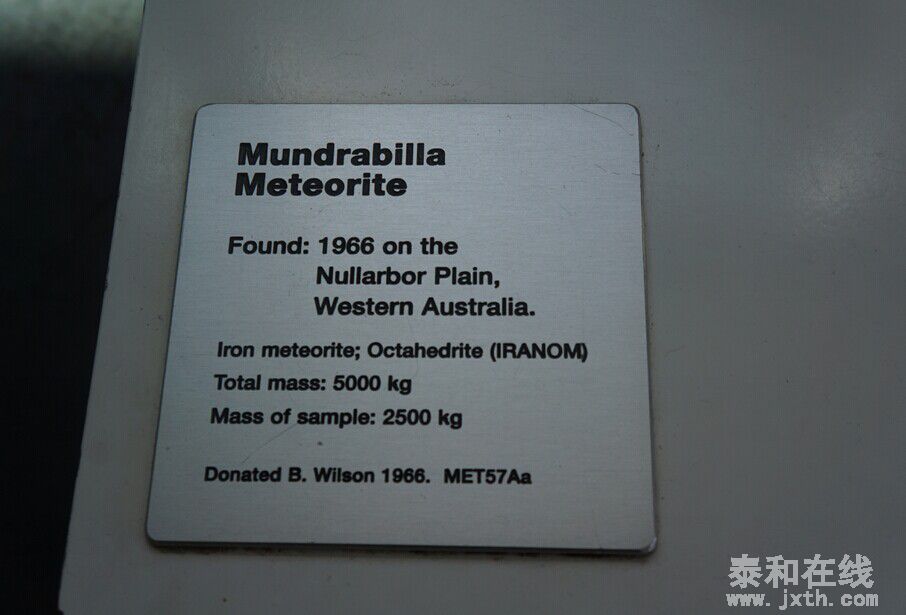 Mundrabilla
Meteorite
Found: 1966 on the
Nullarbor Plain,
Western Australia.
Iron meteorite; Octahedrite (IRANOM)
Total mass: 5000 kg
Mass of sample: 2500 kg
Donated B. Wilson 1966. MET57Aa
泰和在线
www.jxth.com